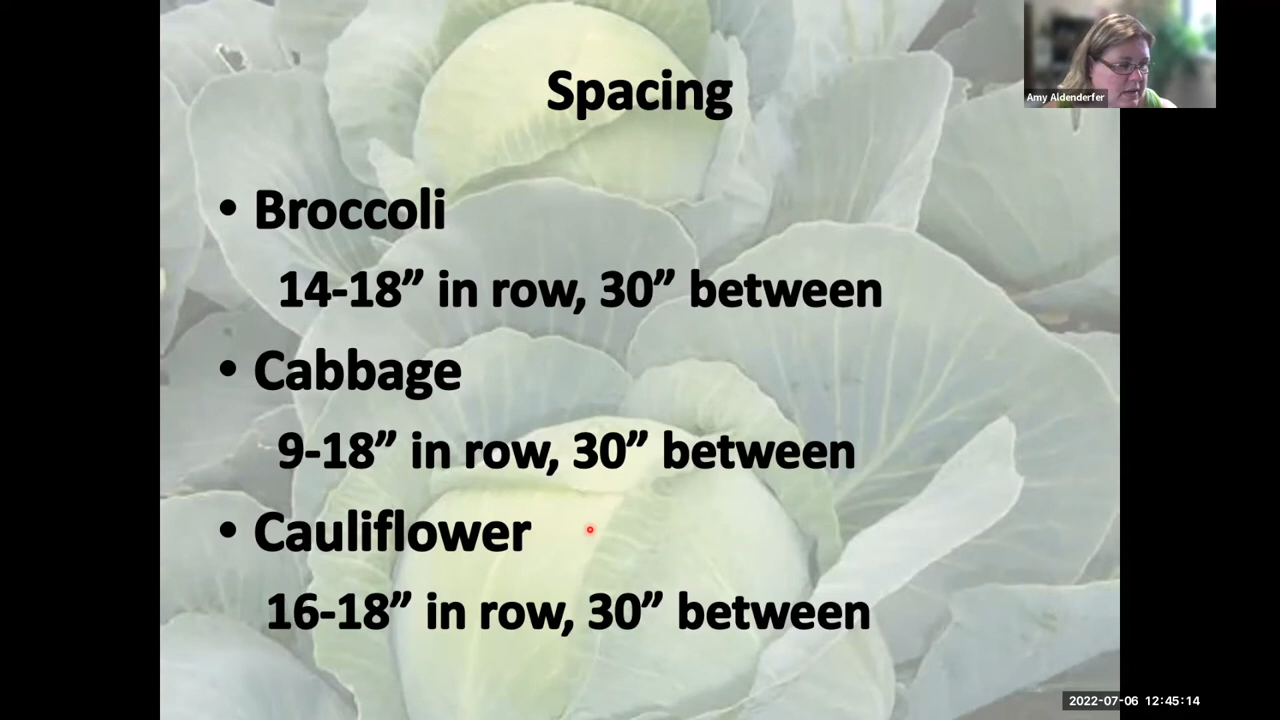 Spacing
Amy Aldenderfer
• Broccoli
14-18” in row, 30” between
• Cabbage
9-18” in row, 30” between
• Cauliflower
16-18” in row, 30” between
2022-07-06 12:45:14